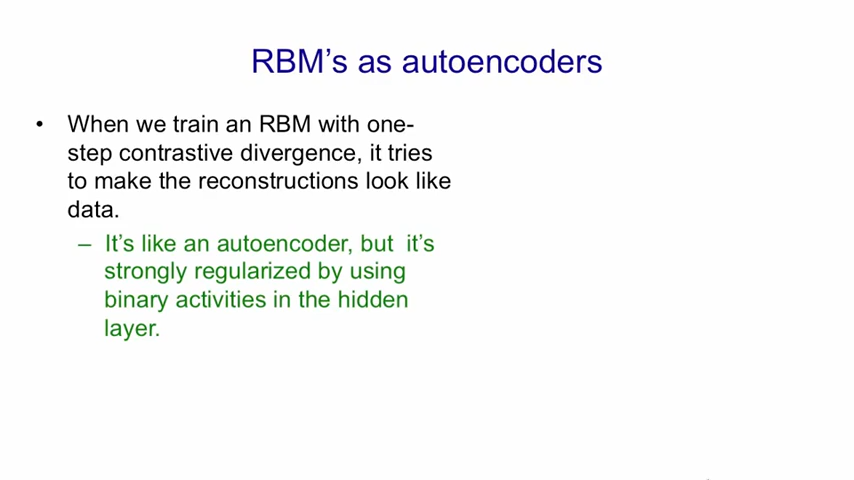 RBM's as autoencoders
• When we train an RBM with one-
step contrastive divergence, it tries
to make the reconstructions look like
data.
– It's like an autoencoder, but it's
strongly regularized by using
binary activities in the hidden
layer.